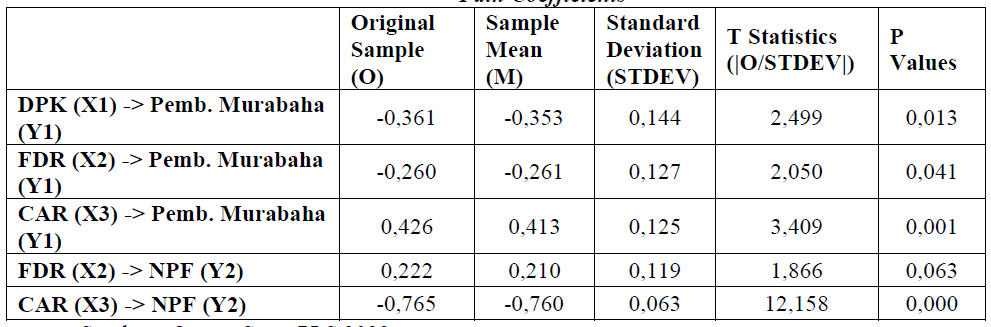 Path Coefficients
Original Sample (O) Sample Mean (M) Standard Deviation (STDEV) T Statistics (|O/STDEV|) P Values
DPK (X1) -> Pemb. Murabaha (Y1) -0,361 -0,353 0,144 2,499 0,013
FDR (X2) -> Pemb. Murabaha (Y1) -0,260 -0,261 0,127 2,050 0,041
CAR (X3) -> Pemb. Murabaha (Y1) 0,426 0,413 0,125 3,409 0,001
FDR (X2) -> NPF (Y2) 0,222 0,210 0,119 1,866 0,063
CAR (X3) -> NPF (Y2) -0,765 -0,760 0,063 12,158 0,000